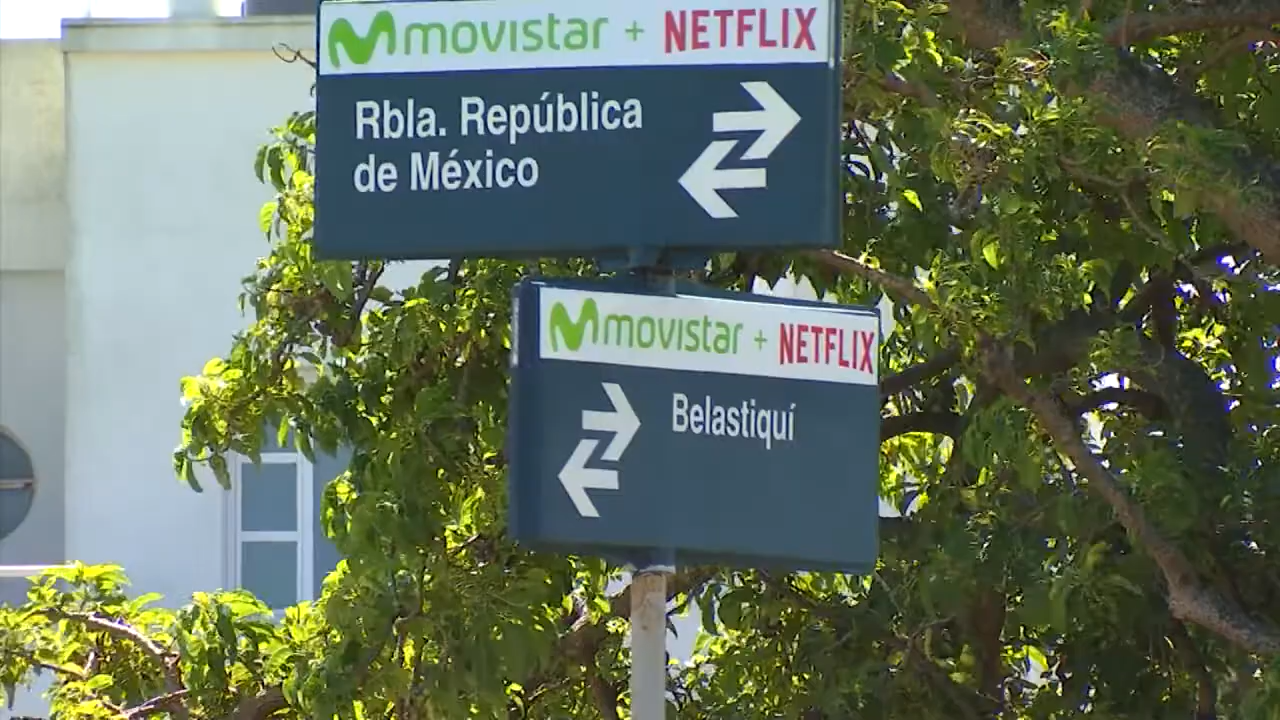 movistar + NETFLIX
Rbla. República
de México
movistar + NETFLIX
Belastiquí